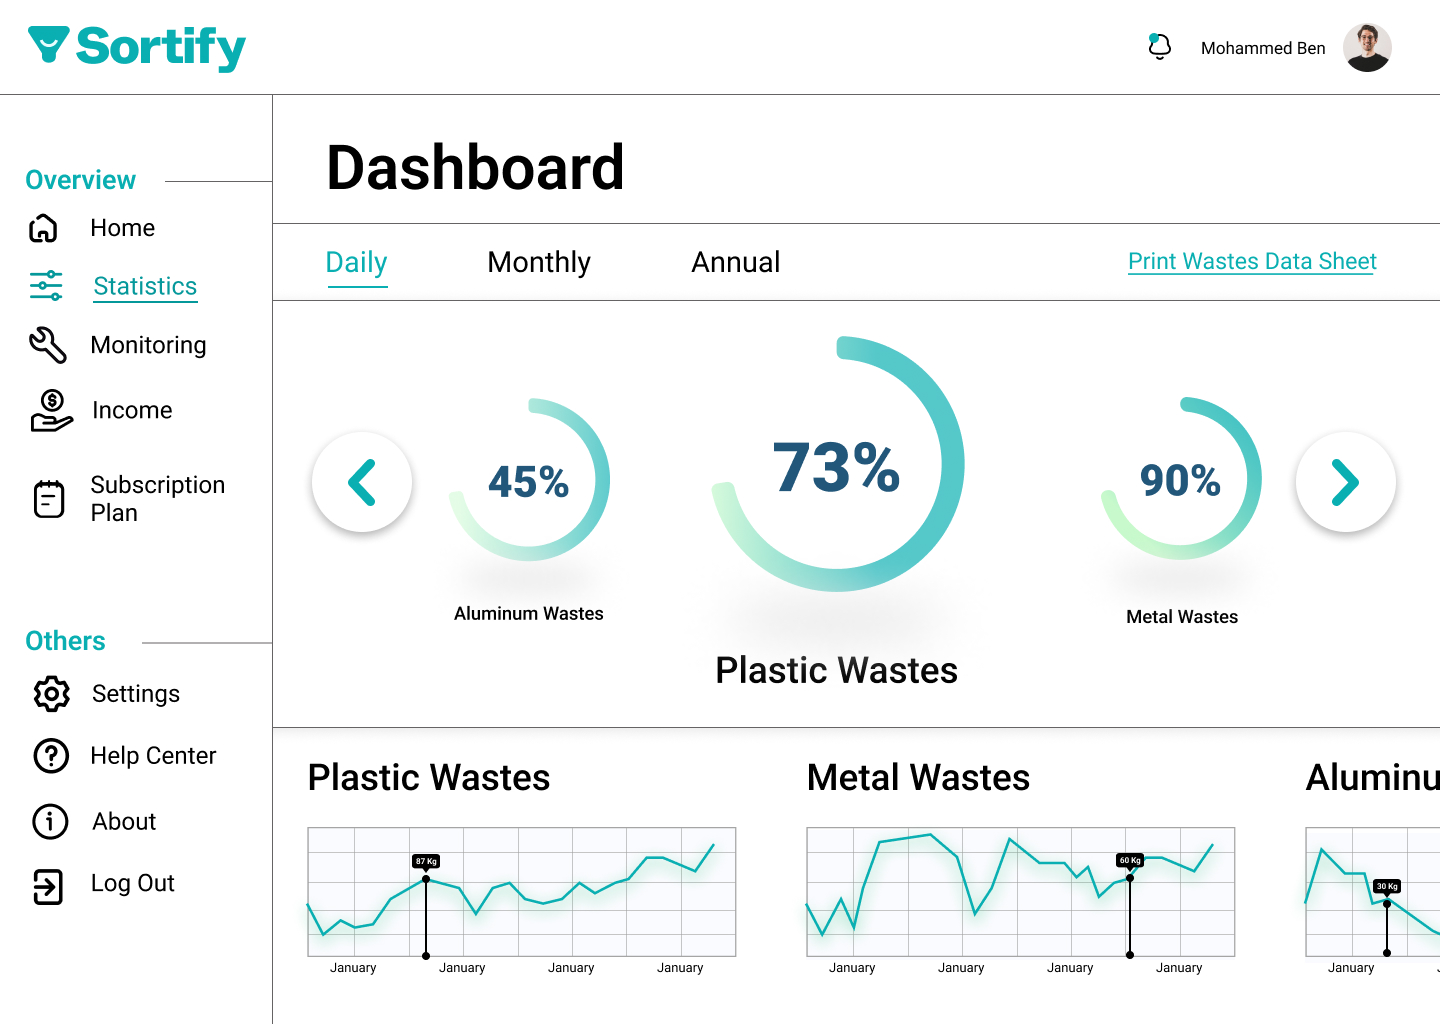 Sortify
Mohammed Ben
Overview
Home
Statistics
Monitoring
Income
Subscription
Plan
Others
Settings
Help Center
About
Log Out
Dashboard
Daily
Monthly
Annual
Print Wastes Data Sheet
45%
Aluminum Wastes
73%
Plastic Wastes
90%
Metal Wastes
Plastic Wastes
87 Kg
January
January
January
January
Metal Wastes
60 Kg
January
January
January
January
Aluminu
30 Kg
January
J